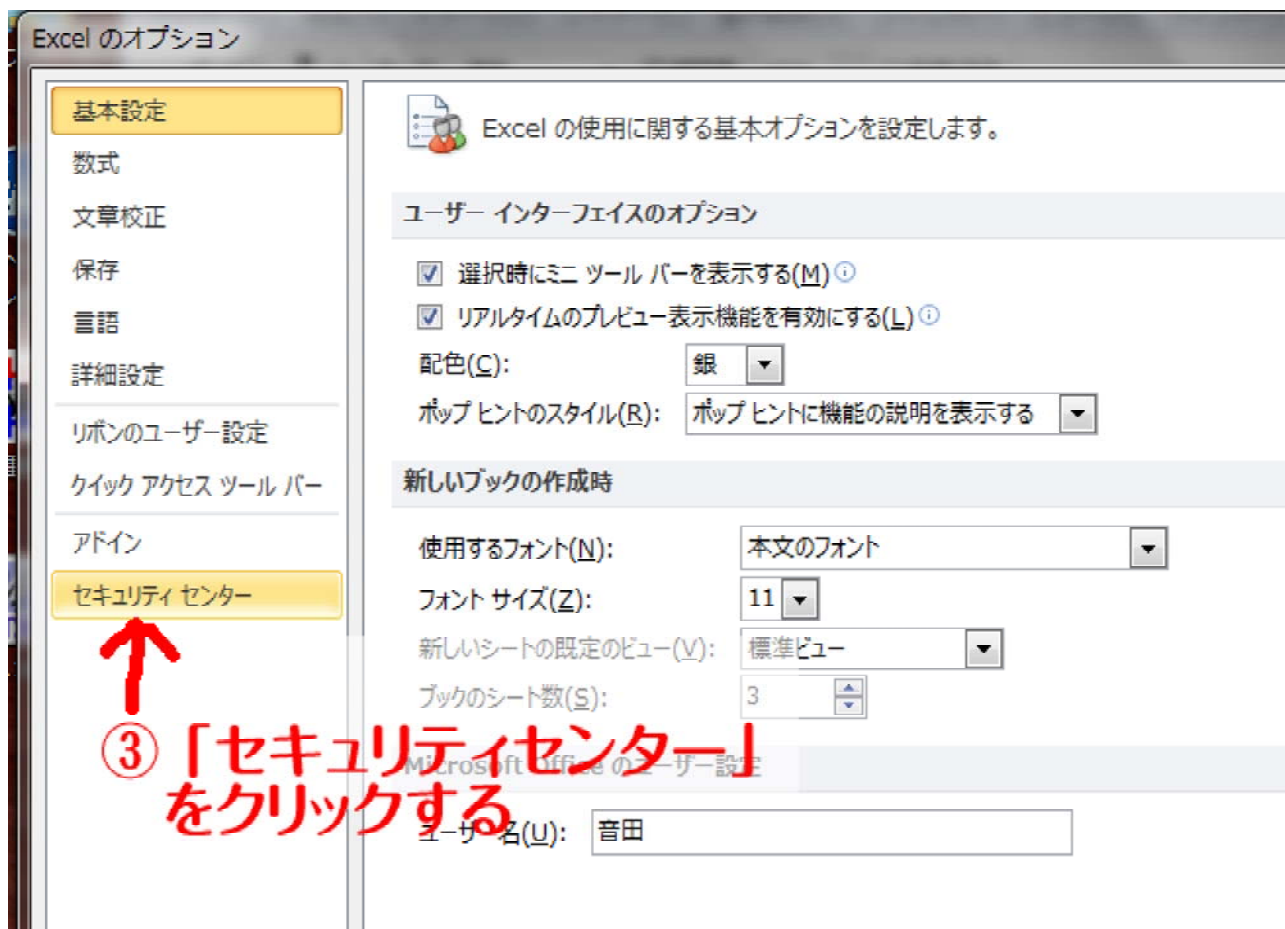 Excel のオプション
基本設定
数式
文章校正
保存
言語
詳細設定
リボンのユーザー設定
クイック アクセス ツール バー
アドイン
セキュリティ センター
Excel の使用に関する基本オプションを設定します。
ユーザー インターフェイスのオプション
選択時にミニ ツール バーを表示する(M)
リアルタイムのプレビュー表示機能を有効にする(L)
配色(C): 銀
ポップ ヒントのスタイル(R): ポップ ヒントに機能の説明を表示する
新しいブックの作成時
使用するフォント(N): 本文のフォント
フォント サイズ(Z): 11
新しいシートの既定のビュー(V): 標準ビュー
ブックのシート数(S): 3
Microsoft Office のユーザー設定
ユーザー名(U): 音田
③「セキュリティセンター」
をクリックする